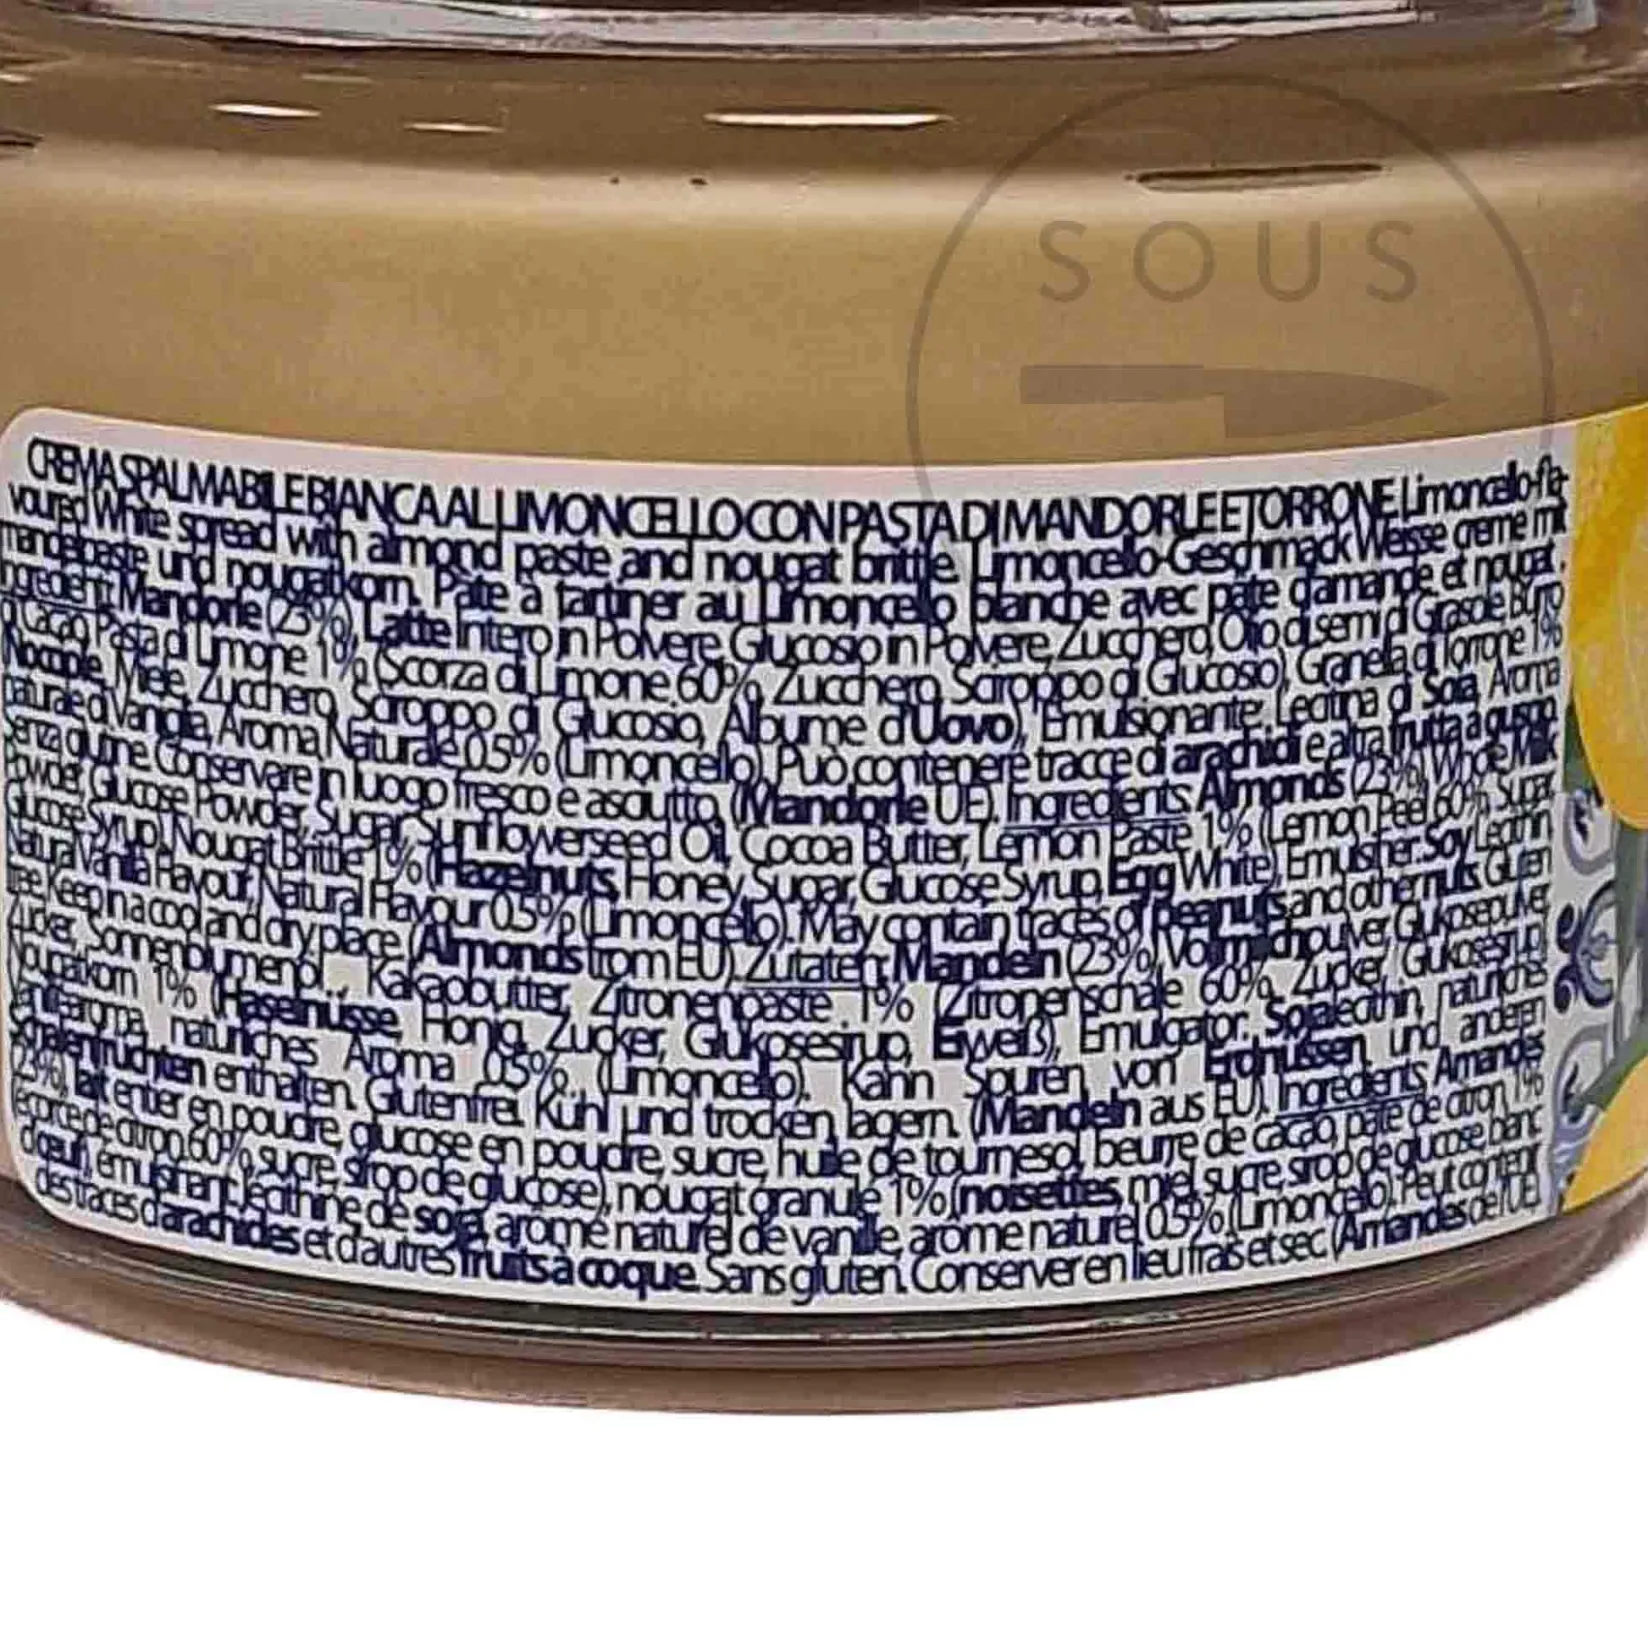 SOUS
CREMA SPALMABILE BIANCA AL LIMONCELLO CON PASTA DI MANDORLE E TORRONE. Limoncello-fla-
voured White spread with almond paste and nougat brittle. Limoncello-Geschmack Weisse creme mit
mandelpaste und nougatkorn. Pâte à tartiner au Limoncello blanche avec pâte d'amande et nougat.
Ingredienti: Mandorle (23%), Latte Intero in Polvere, Glucosio in Polvere, Zucchero, Olio di semi di Girasole, Burro
di Cacao, Pasta di Limone 1% (Scorza di Limone 60%, Zucchero, Sciroppo di Glucosio), Granella di Torrone 1%
(Nocciole, Miele, Zucchero, Sciroppo di Glucosio, Albume d'Uovo), Emulsionante: Lecitina di Soia, Aroma
naturale di Vaniglia, Aroma Naturale 0.5% (Limoncello). Può contenere tracce di arachidi e altra frutta a guscio.
Senza glutine. Conservare in luogo fresco e asciutto. (Mandorle UE). Ingredients: Almonds (23%), Whole Milk
Powder, Glucose Powder, Sugar, Sunflowerseed Oil, Cocoa Butter, Lemon Paste 1% (Lemon Peel 60%, Sugar,
Glucose Syrup), Nougat Brittle 1% (Hazelnuts, Honey, Sugar, Glucose Syrup, Egg White), Emulsifier: Soy Lecithin,
Natural Vanilla Flavour, Natural Flavour 0.5% (Limoncello). May contain traces of peanuts and other nuts. Gluten
free. Keep in a cool and dry place. (Almonds from EU). Zutaten: Mandeln (23%), Vollmilchpulver, Glukosepulver,
Zucker, Sonnenblumenöl, Kakaobutter, Zitronenpaste 1% (Zitronenschale 60%, Zucker, Glukosesirup),
Nougatkorn 1% (Haselnüsse, Honig, Zucker, Glukosesirup, Eiweiß), Emulgator: Sojalecithin, natürliches
Vanillearoma, natürliches Aroma 0.5% (Limoncello). Kann Spuren von Erdnüssen und anderen
Schalenfrüchten enthalten. Glutenfrei. Kühl und trocken lagern. (Mandeln aus EU). Ingrédients: Amandes
(23%), lait entier en poudre, glucose en poudre, sucre, huile de tournesol, beurre de cacao, pâte de citron 1%
(écorce de citron 60%, sucre, sirop de glucose), nougat granulé 1% (noisettes, miel, sucre, sirop de glucose, blanc
d'œuf), émulsifiant: lécithine de soja, arôme naturel de vanille, arôme naturel 0.5% (Limoncello). Peut contenir
des traces d'arachides et d'autres fruits à coque. Sans gluten. Conserver en lieu frais et sec. (Amandes de l'UE).